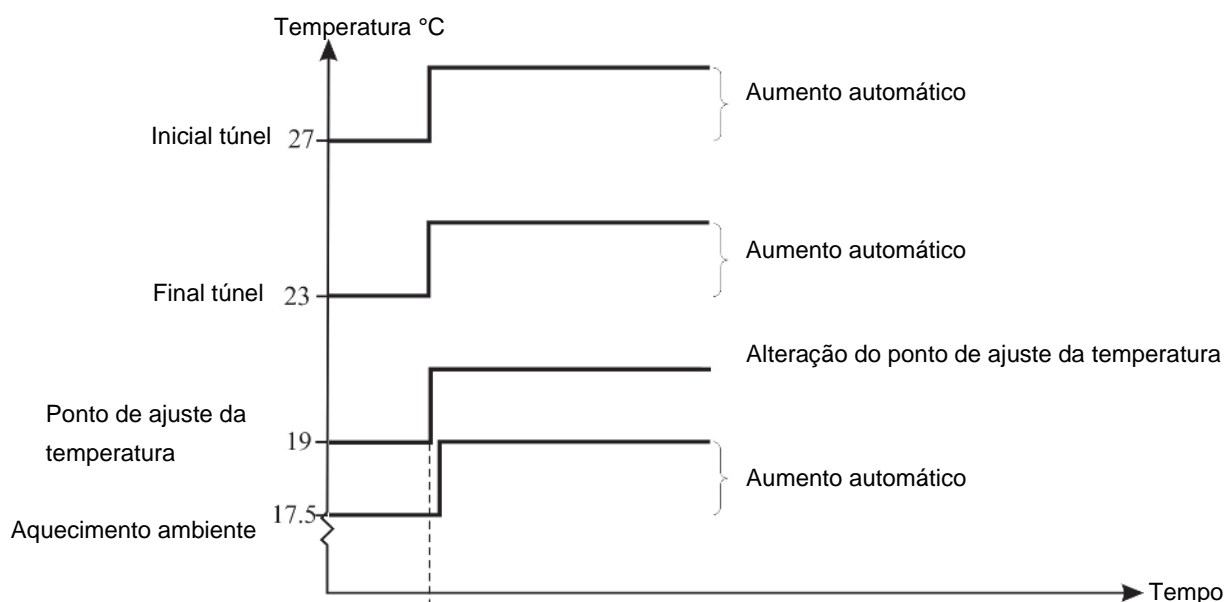 Temperatura °C
Aumento automático
Inicial túnel 27
Aumento automático
Final túnel 23
Alteração do ponto de ajuste da temperatura
Ponto de ajuste da
temperatura
19
Aumento automático
17.5
Aquecimento ambiente
Tempo